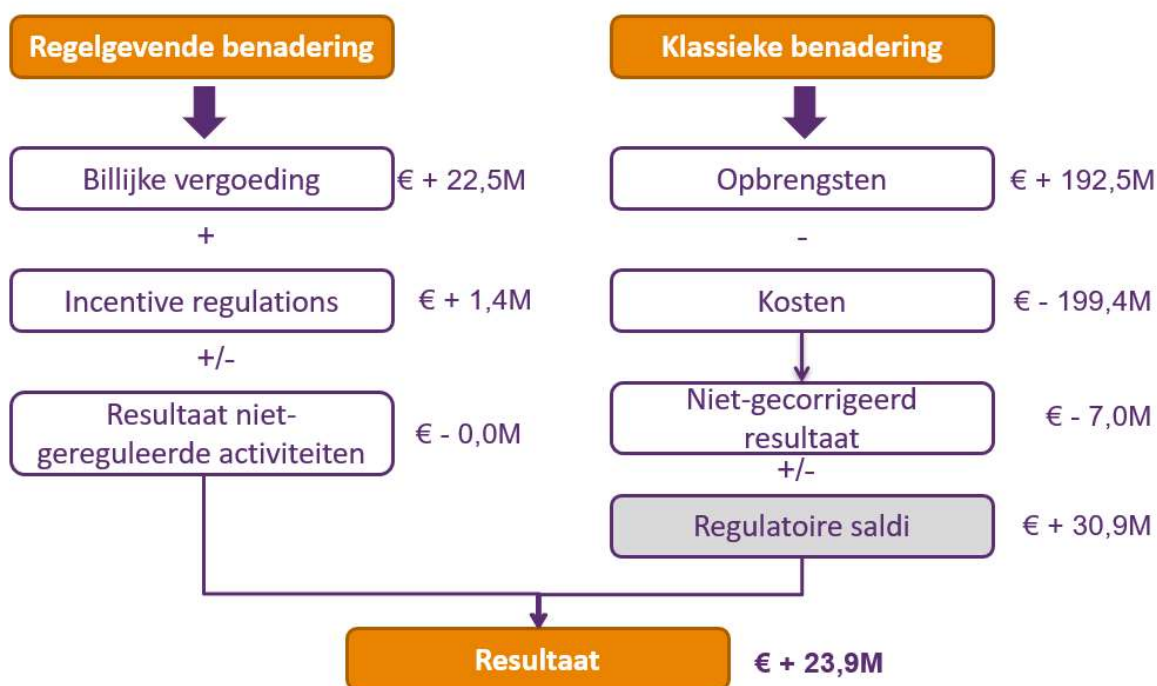 Regelgevende benadering
Klassieke benadering
Billijke vergoeding
€ + 22,5M
Opbrengsten
€ + 192,5M
+
-
Incentive regulations
€ + 1,4M
Kosten
€ - 199,4M
+/-
Resultaat niet-
gereguleerde activiteiten
€ - 0,0M
Niet-gecorrigeerd
resultaat
€ - 7,0M
+/-
Regulatoire saldi
€ + 30,9M
Resultaat
€ + 23,9M